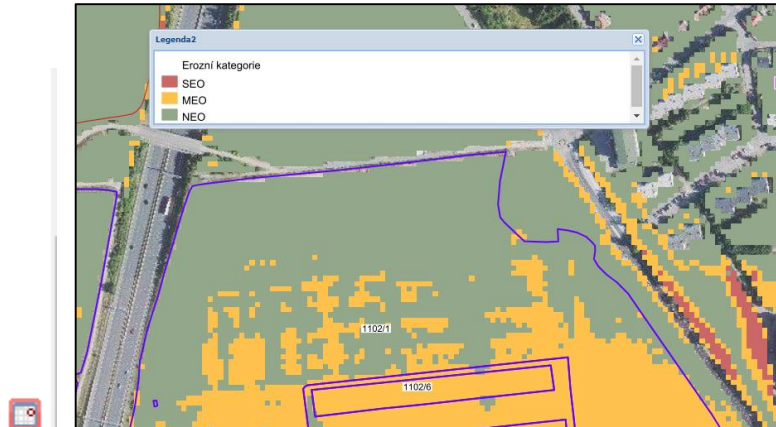 Legenda2
Erozní kategorie
SEO
MEO
NEO
1102/1
1102/6